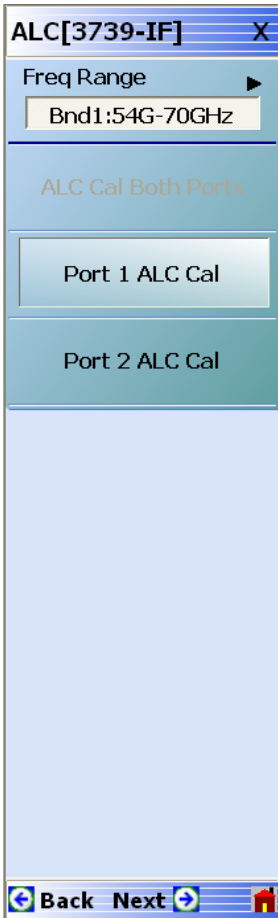 ALC[3739-IF] X
Freq Range
Bnd1:54G-70GHz
ALC Cal Both Ports
Port 1 ALC Cal
Port 2 ALC Cal
Back Next